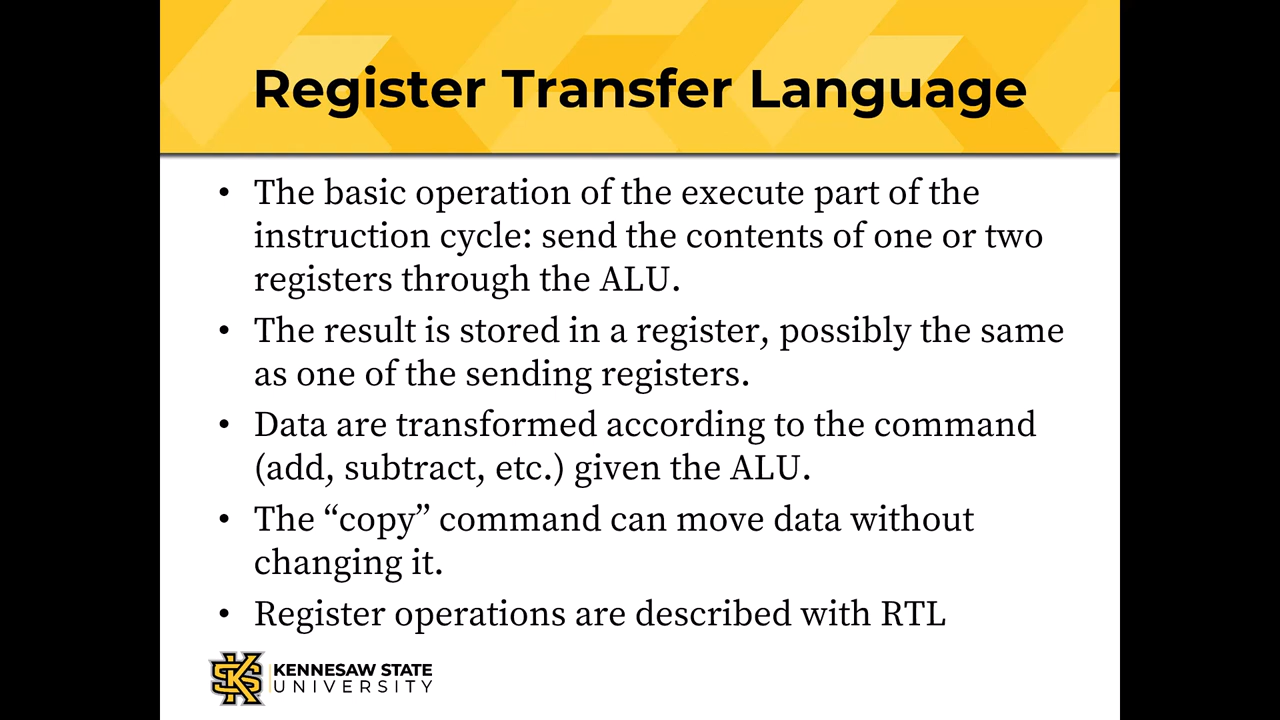 Register Transfer Language
• The basic operation of the execute part of the
instruction cycle: send the contents of one or two
registers through the ALU.
• The result is stored in a register, possibly the same
as one of the sending registers.
• Data are transformed according to the command
(add, subtract, etc.) given the ALU.
• The “copy” command can move data without
changing it.
• Register operations are described with RTL
KENNESAW STATE
UNIVERSITY